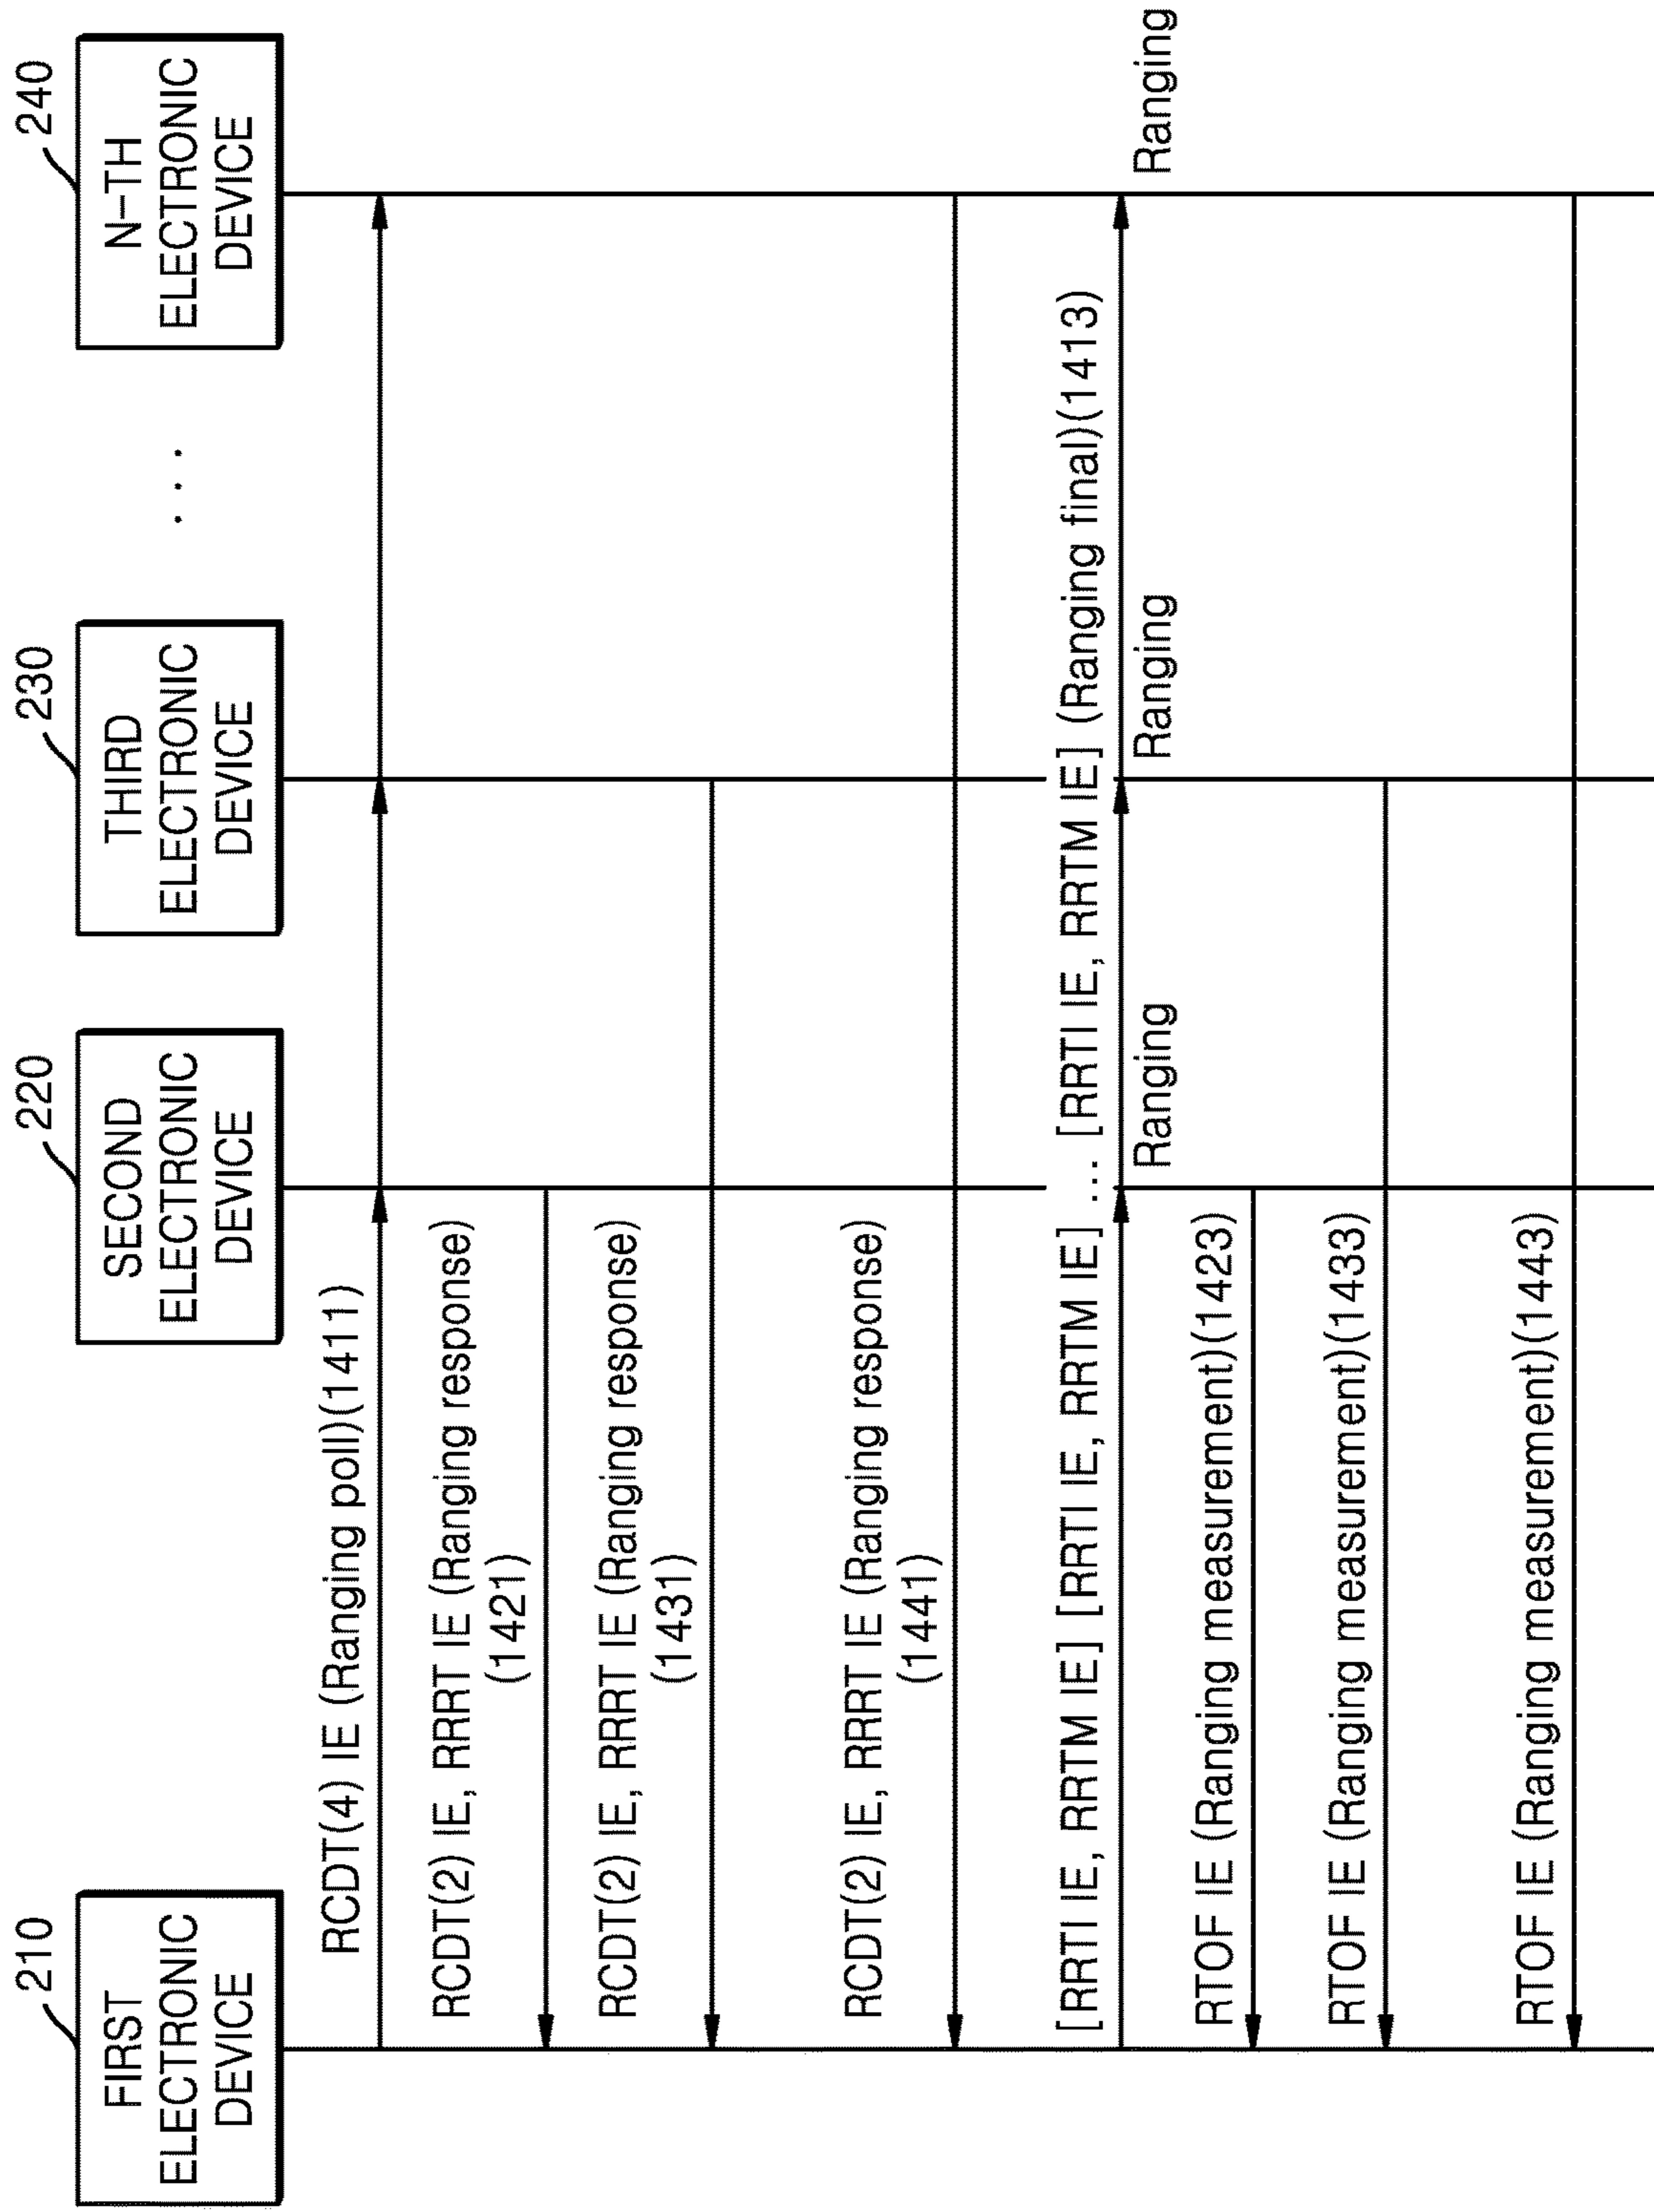 210
FIRST
ELECTRONIC
DEVICE
220
SECOND
ELECTRONIC
DEVICE
230
THIRD
ELECTRONIC
DEVICE
. . .
240
N-TH
ELECTRONIC
DEVICE
RCDT(4) IE (Ranging poll)(1411)
RCDT(2) IE, RRRT IE (Ranging response)
(1421)
RCDT(2) IE, RRRT IE (Ranging response)
(1431)
RCDT(2) IE, RRRT IE (Ranging response)
(1441)
[RRTI IE, RRTM IE] [RRTI IE, RRTM IE] ... [RRTI IE, RRTM IE] (Ranging final)(1413)
Ranging
Ranging
Ranging
RTOF IE (Ranging measurement)(1423)
RTOF IE (Ranging measurement)(1433)
RTOF IE (Ranging measurement)(1443)